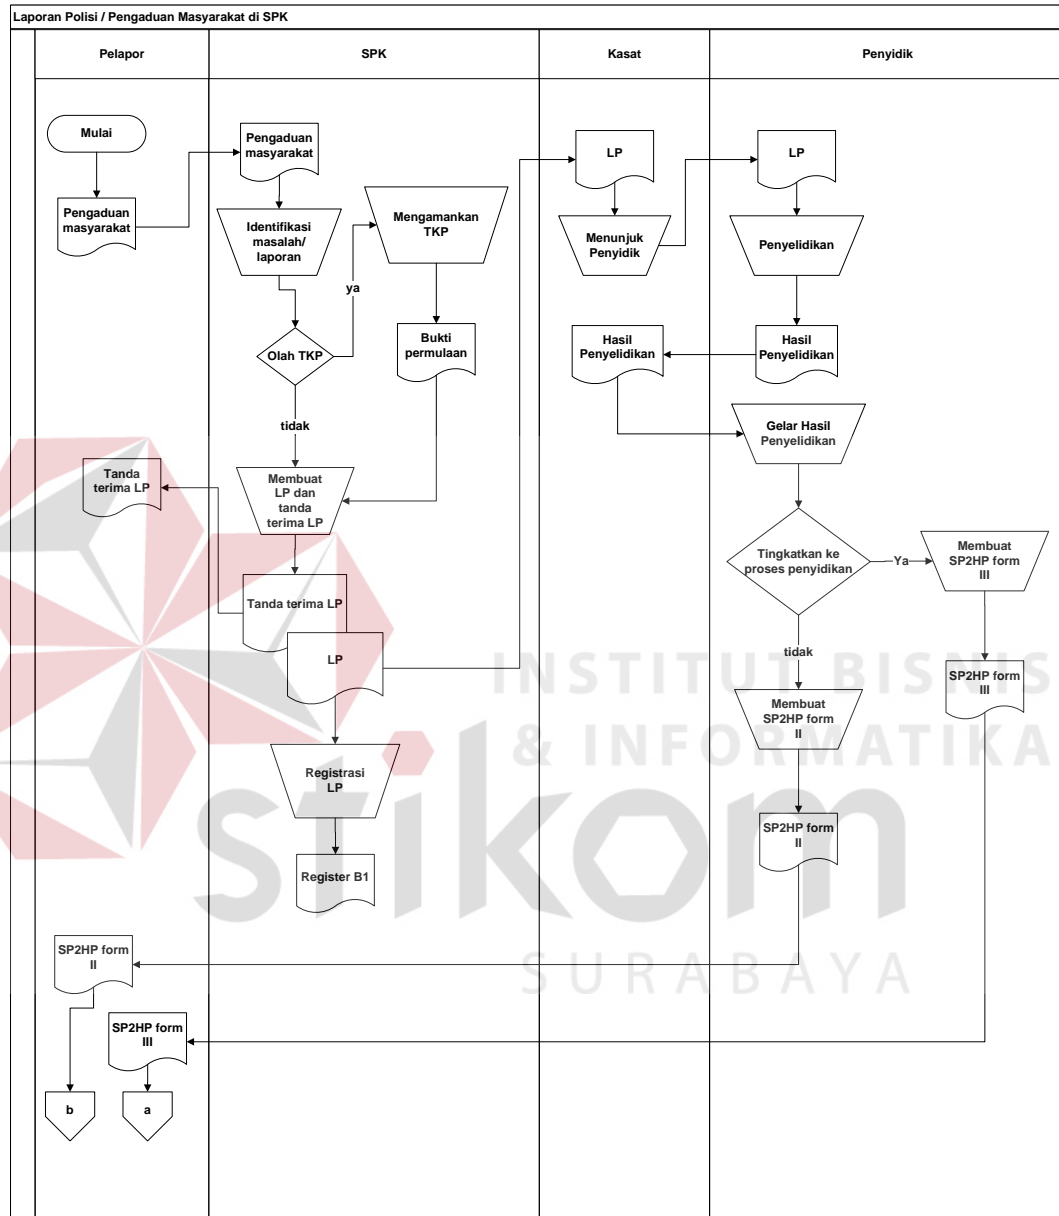 Laporan Polisi / Pengaduan Masyarakat di SPK
Pelapor
SPK
Kasat
Penyidik
Mulai
Pengaduan
masyarakat
Pengaduan
masyarakat
Identifikasi
masalah/
laporan
Mengamankan
TKP
ya
Olah TKP
Bukti
permulaan
tidak
Membuat
LP dan
tanda
terima LP
Tanda
terima LP
Tanda terima LP
LP
Registrasi
LP
Register B1
LP
Menunjuk
Penyidik
LP
Penyelidikan
Hasil
Penyelidikan
Hasil
Penyelidikan
Gelar Hasil
Penyelidikan
Tingkatkan ke
proses penyidikan
Ya
Membuat
SP2HP form
III
SP2HP form
III
tidak
Membuat
SP2HP form
II
SP2HP form
II
SP2HP form
II
SP2HP form
III
b
a
INSTITUT BISNIS
& INFORMATIKA
stikom
SURABAYA